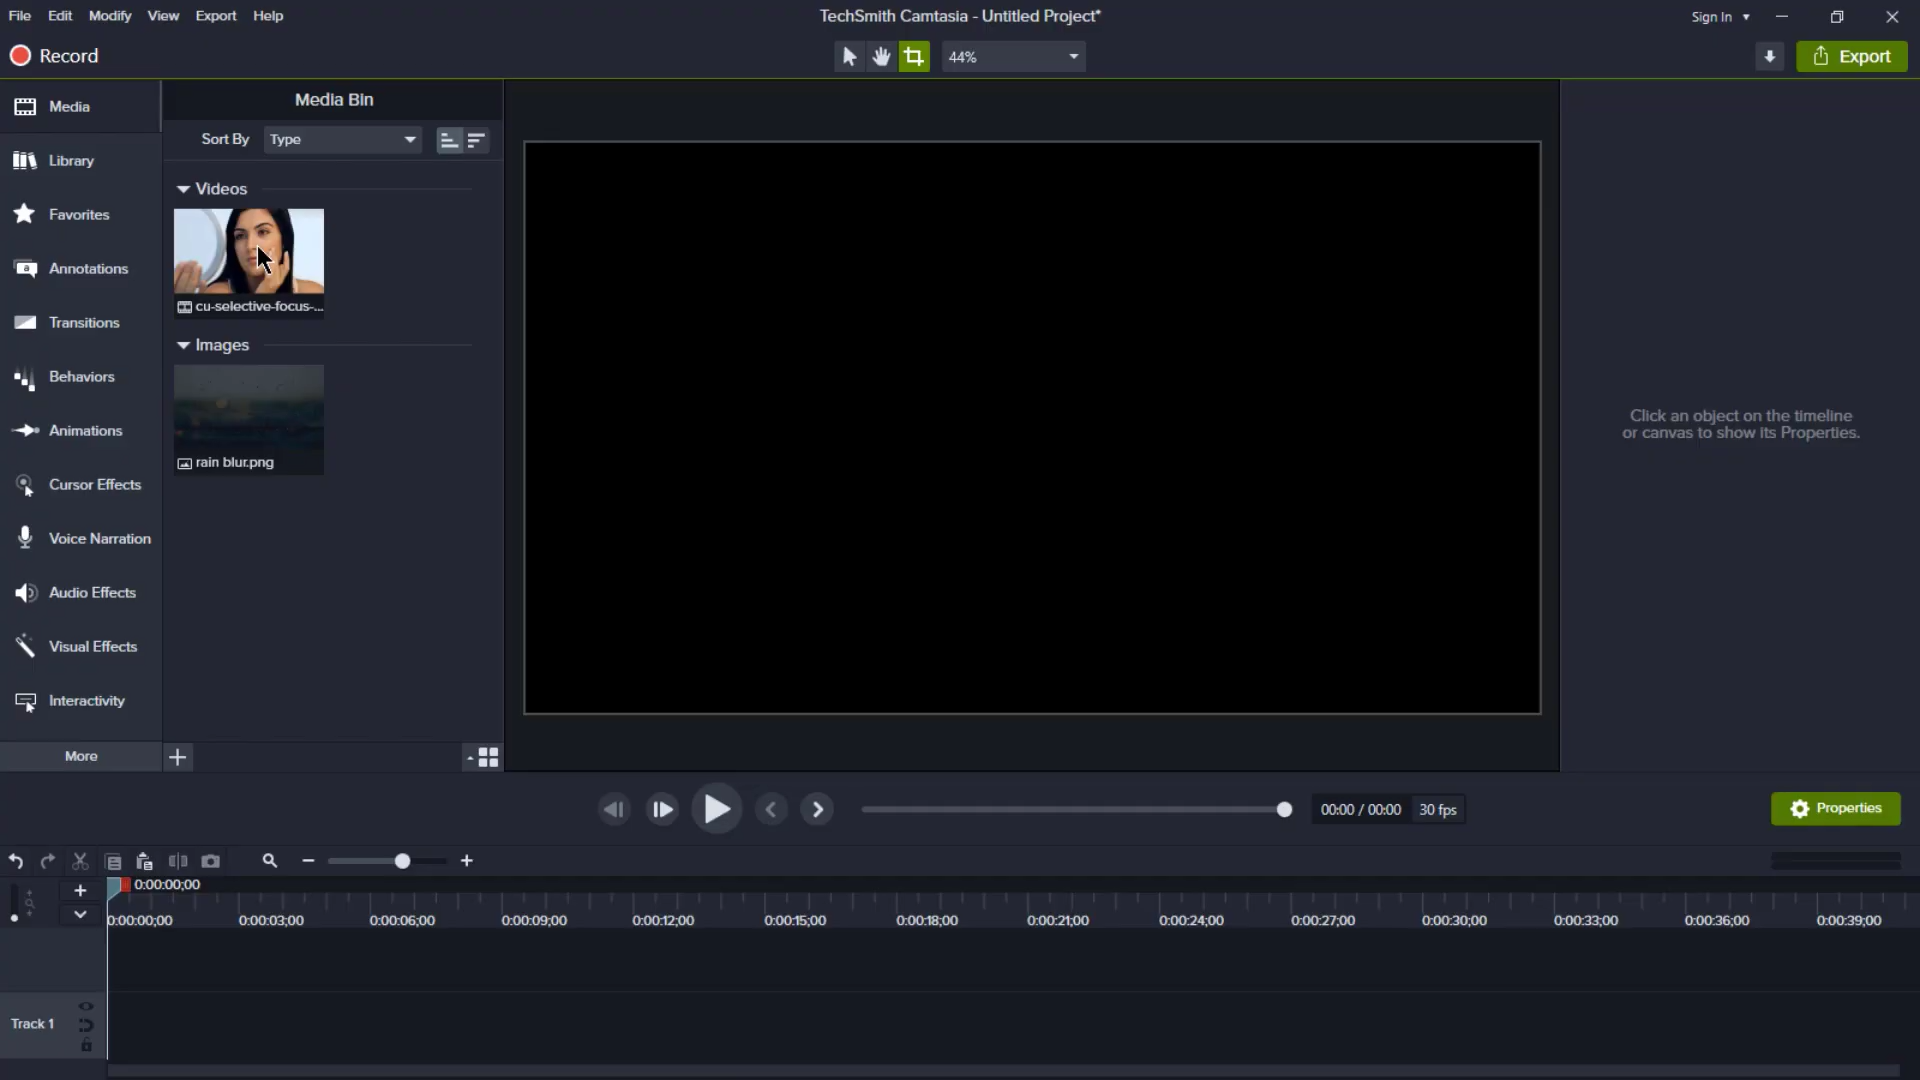 File Edit Modify View Export Help
TechSmith Camtasia - Untitled Project*
Sign In
Record
44%
Export
Media
Library
Favorites
Annotations
Transitions
Behaviors
Animations
Cursor Effects
Voice Narration
Audio Effects
Visual Effects
Interactivity
More
Media Bin
Sort By Type
Videos
cu-selective-focus-...
Images
rain blur.png
Click an object on the timeline
or canvas to show its Properties.
00:00 / 00:00 30 fps
Properties
0:00:00;00
0:00:00;00 0:00:03;00 0:00:06;00 0:00:09;00 0:00:12;00 0:00:15;00 0:00:18;00 0:00:21;00 0:00:24;00 0:00:27;00 0:00:30;00 0:00:33;00 0:00:36;00 0:00:39;00
Track 1